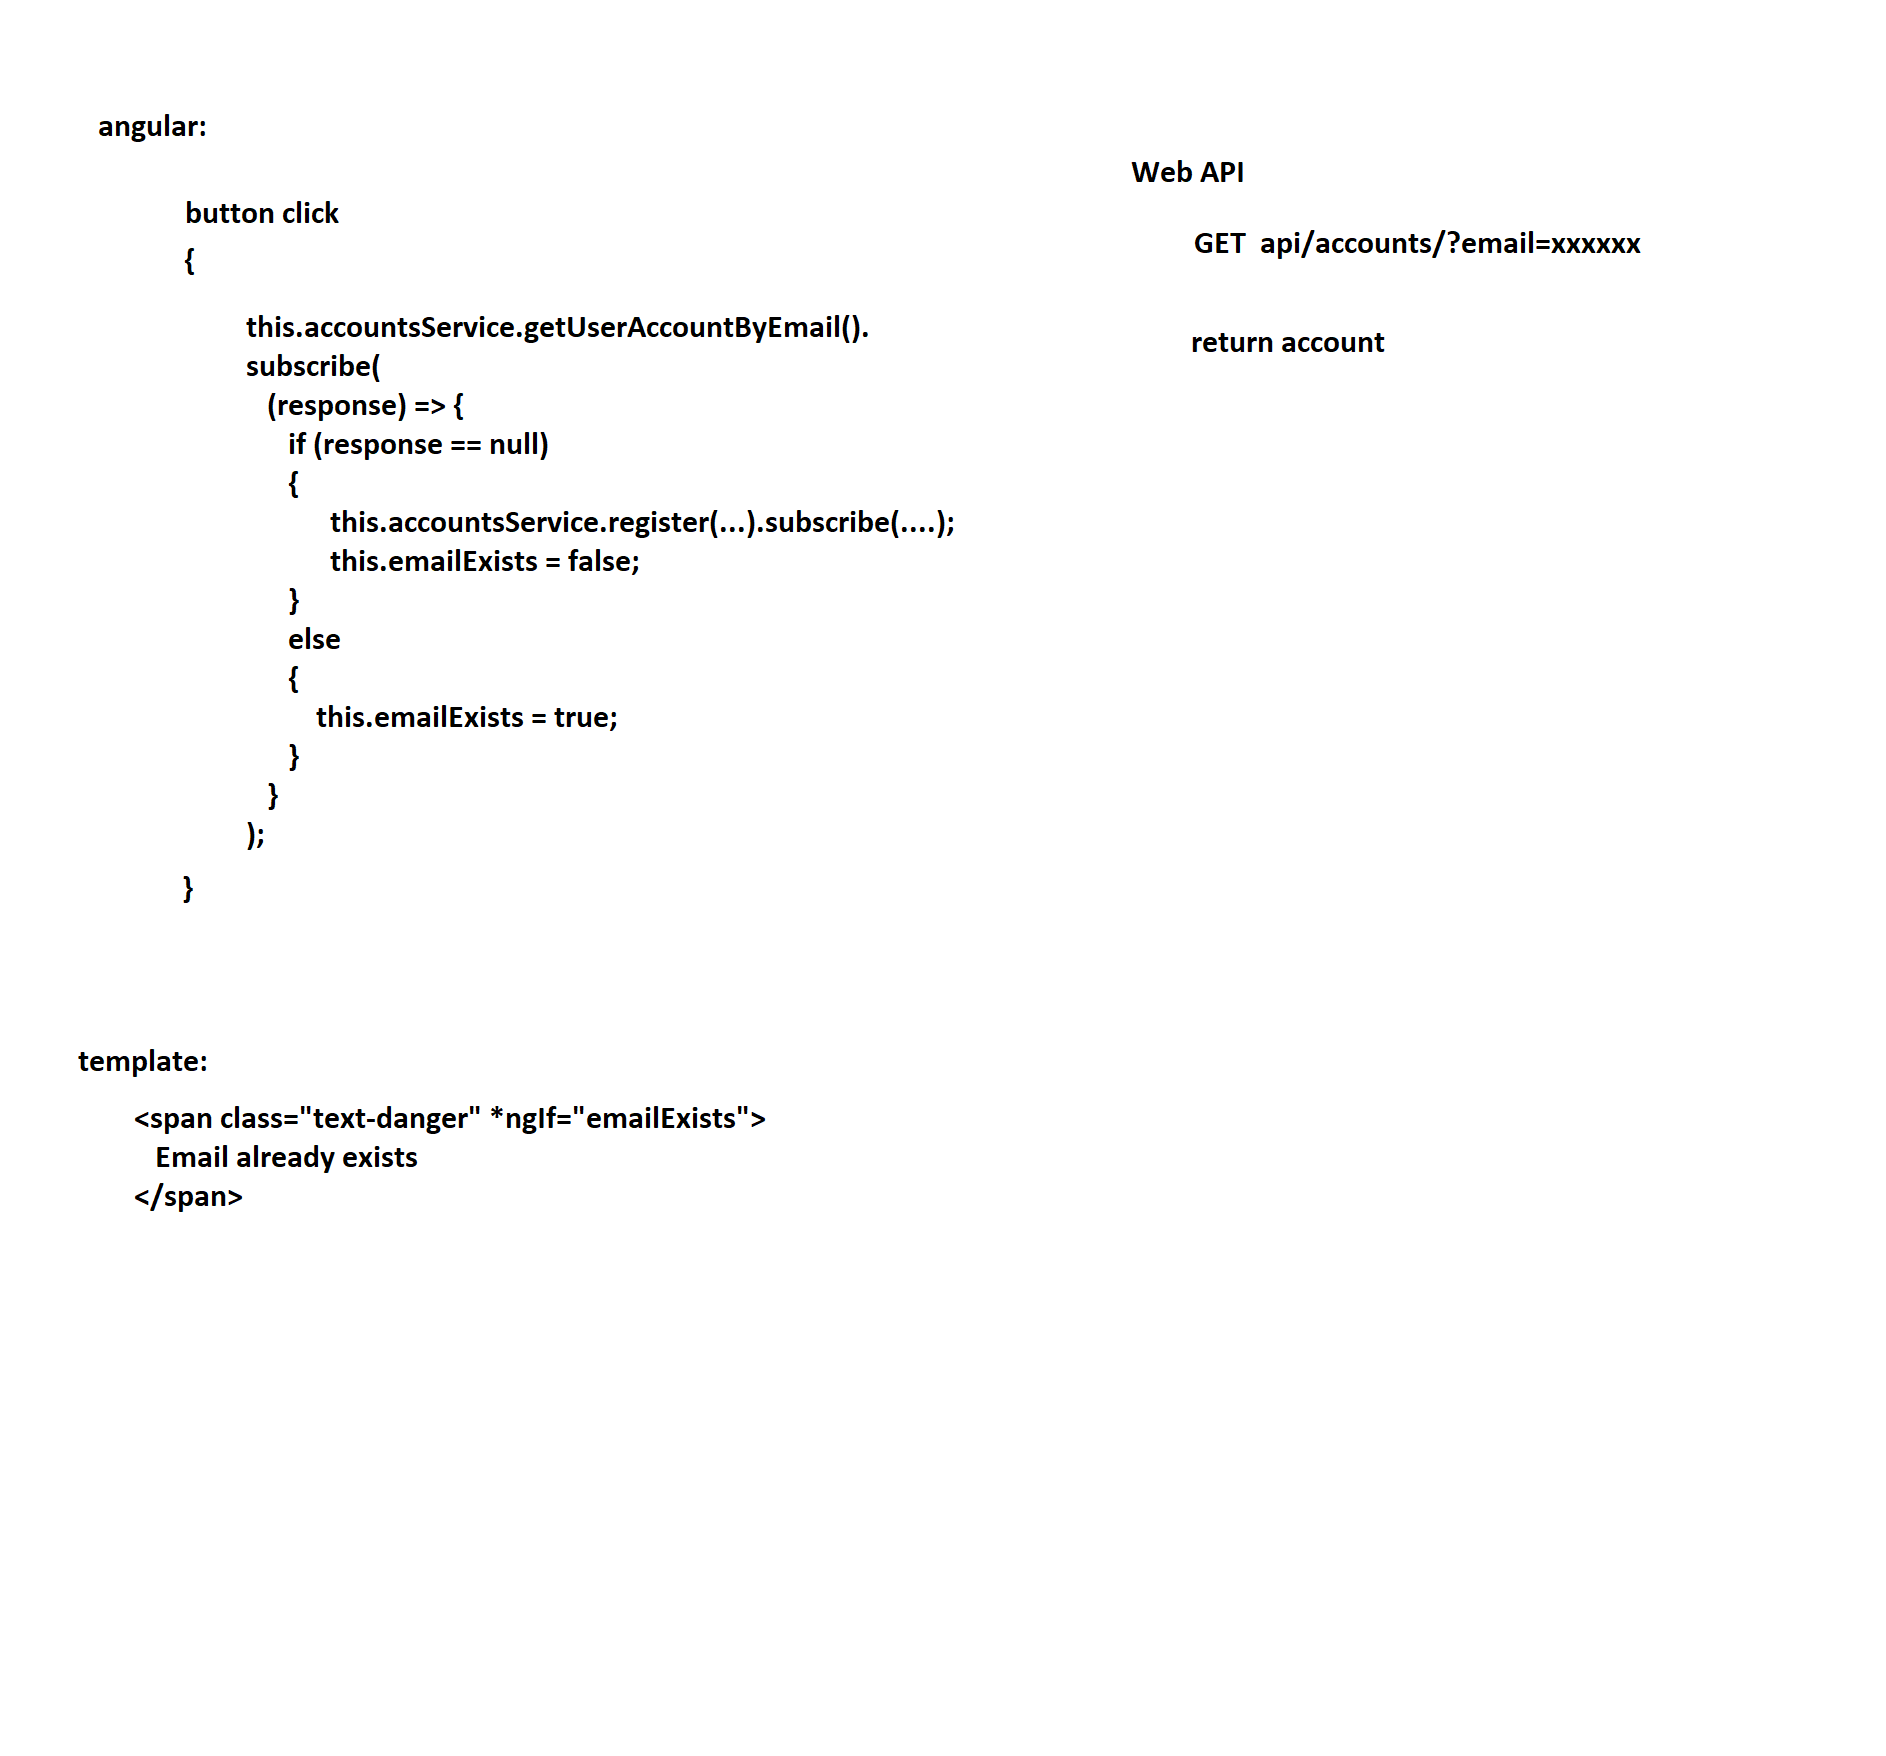 angular:
button click
{
this.accountsService.getUserAccountByEmail().
subscribe(
(response) => {
if (response == null)
{
this.accountsService.register(...).subscribe(....);
this.emailExists = false;
}
else
{
this.emailExists = true;
}
}
);
}
template:
<span class="text-danger" *ngIf="emailExists">
Email already exists
</span>
Web API
GET  api/accounts/?email=xxxxxx
return account